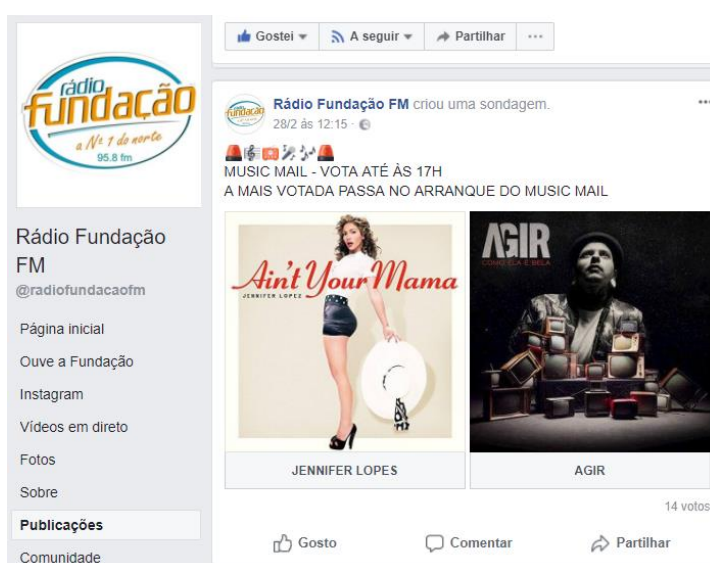 rádio
fundação
a Nº 1 do norte
95.8 fm
Rádio Fundação
FM
@radiofundacaofm
Página inicial
Ouve a Fundação
Instagram
Vídeos em direto
Fotos
Sobre
Publicações
Comunidade
Gostei
A seguir
Partilhar
Rádio Fundação FM criou uma sondagem.
28/2 às 12:15
MUSIC MAIL - VOTA ATÉ ÀS 17H
A MAIS VOTADA PASSA NO ARRANQUE DO MUSIC MAIL
Ain't Your Mama
JENNIFER LOPEZ
AGIR
COMO ELA É BELA
JENNIFER LOPES
AGIR
14 votos
Gosto
Comentar
Partilhar